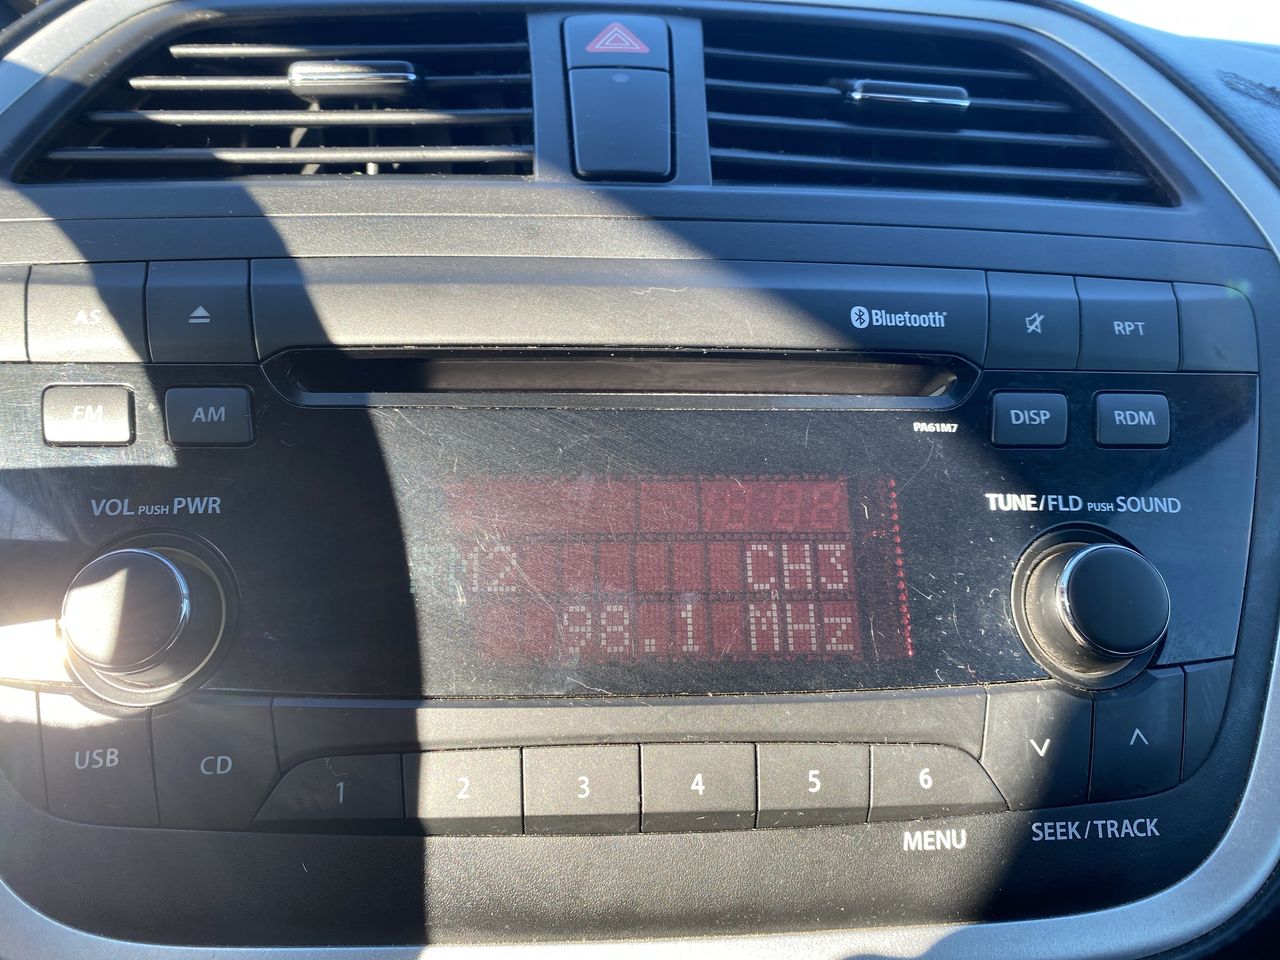 AS
Bluetooth
RPT
FM
AM
DISP
RDM
PA61M7
VOL PUSH PWR
TUNE/FLD PUSH SOUND
CH3
98.1 MHz
USB
CD
1 2 3 4 5 6
MENU
SEEK/TRACK